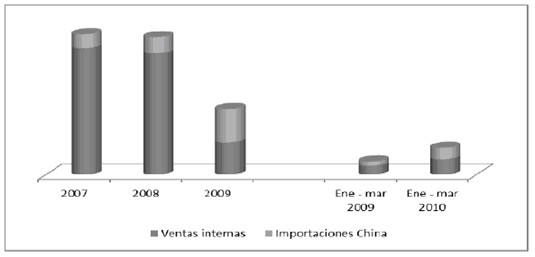 2007 2008 2009 Ene - mar Ene - mar
2009 2010
Ventas internas Importaciones China